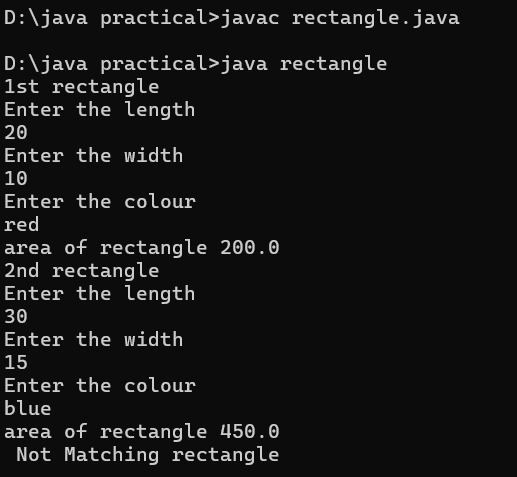 D:\java practical>javac rectangle.java
D:\java practical>java rectangle
1st rectangle
Enter the length
20
Enter the width
10
Enter the colour
red
area of rectangle 200.0
2nd rectangle
Enter the length
30
Enter the width
15
Enter the colour
blue
area of rectangle 450.0
Not Matching rectangle